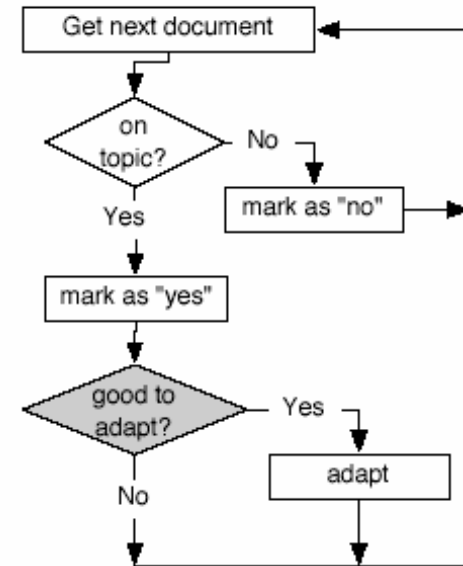 Get next document
on
topic?
No
Yes
mark as "no"
mark as "yes"
good to
adapt?
Yes
No
adapt